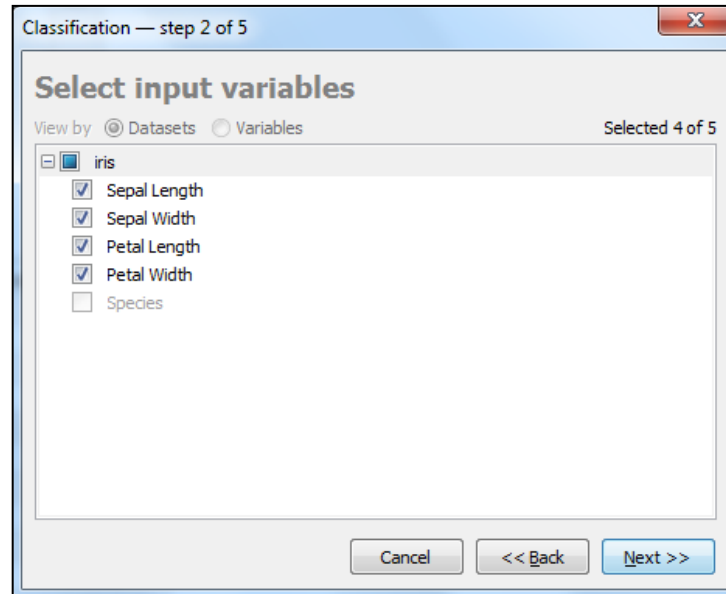 Classification — step 2 of 5
X
Select input variables
View by Datasets Variables Selected 4 of 5
iris
Sepal Length
Sepal Width
Petal Length
Petal Width
Species
Cancel << Back Next >>